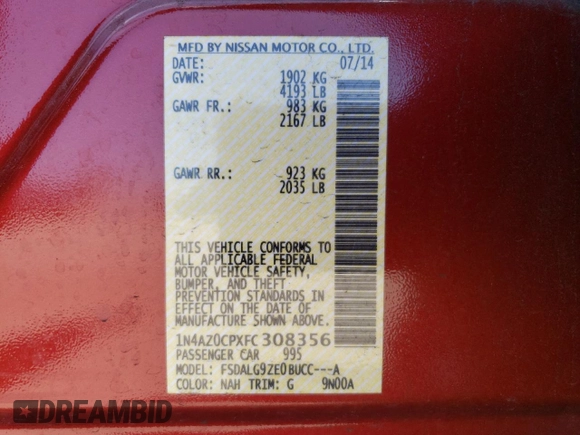 MFD BY NISSAN MOTOR CO., LTD.
DATE: 07/14
GVWR: 1902 KG
4193 LB
GAWR FR.: 983 KG
2167 LB
GAWR RR.: 923 KG
2035 LB
THIS VEHICLE CONFORMS TO
ALL APPLICABLE FEDERAL
MOTOR VEHICLE SAFETY,
BUMPER, AND THEFT
PREVENTION STANDARDS IN
EFFECT ON THE DATE OF
MANUFACTURE SHOWN ABOVE.
1N4AZ0CPXFC308356
PASSENGER CAR 995
MODEL: FSDALG9ZE0BUCC---A
COLOR: NAH TRIM: G 9N00A
DREAMBID